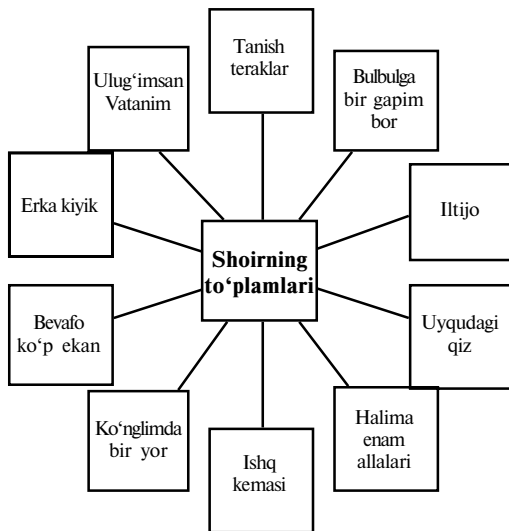 Tanish
teraklar
Ulug‘imsan
Vatanim
Bulbulga
bir gapim
bor
Erka kiyik
Iltijo
Shoirning
to‘plamlari
Bevafo
ko‘p ekan
Uyqudagi
qiz
Ko‘nglimda
bir yor
Ishq
kemasi
Halima
enam
allalari